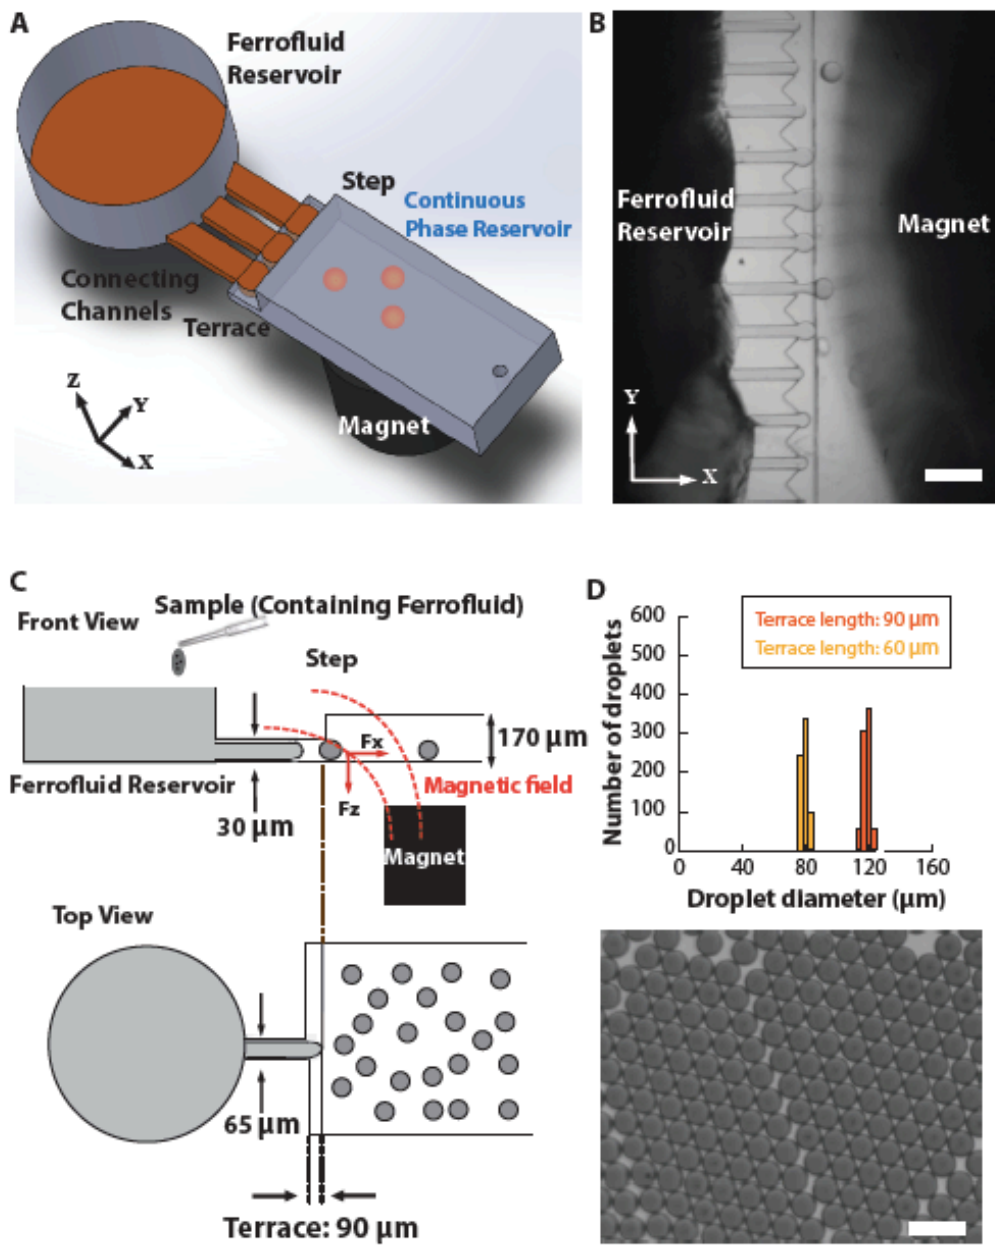 A
Ferrofluid
Reservoir
Step
Continuous
Phase Reservoir
Connecting
Channels
Terrace
Magnet
Z
Y
X
B
Ferrofluid
Reservoir
Magnet
Y
X
C
Front View
Sample (Containing Ferrofluid)
Step
Fx
170 µm
Ferrofluid Reservoir
Fz
Magnetic field
30 µm
Magnet
Top View
65 µm
Terrace: 90 µm
D
Number of droplets
600
500
400
300
200
100
0
Terrace length: 90 µm
Terrace length: 60 µm
0
40
80
120
160
Droplet diameter (µm)